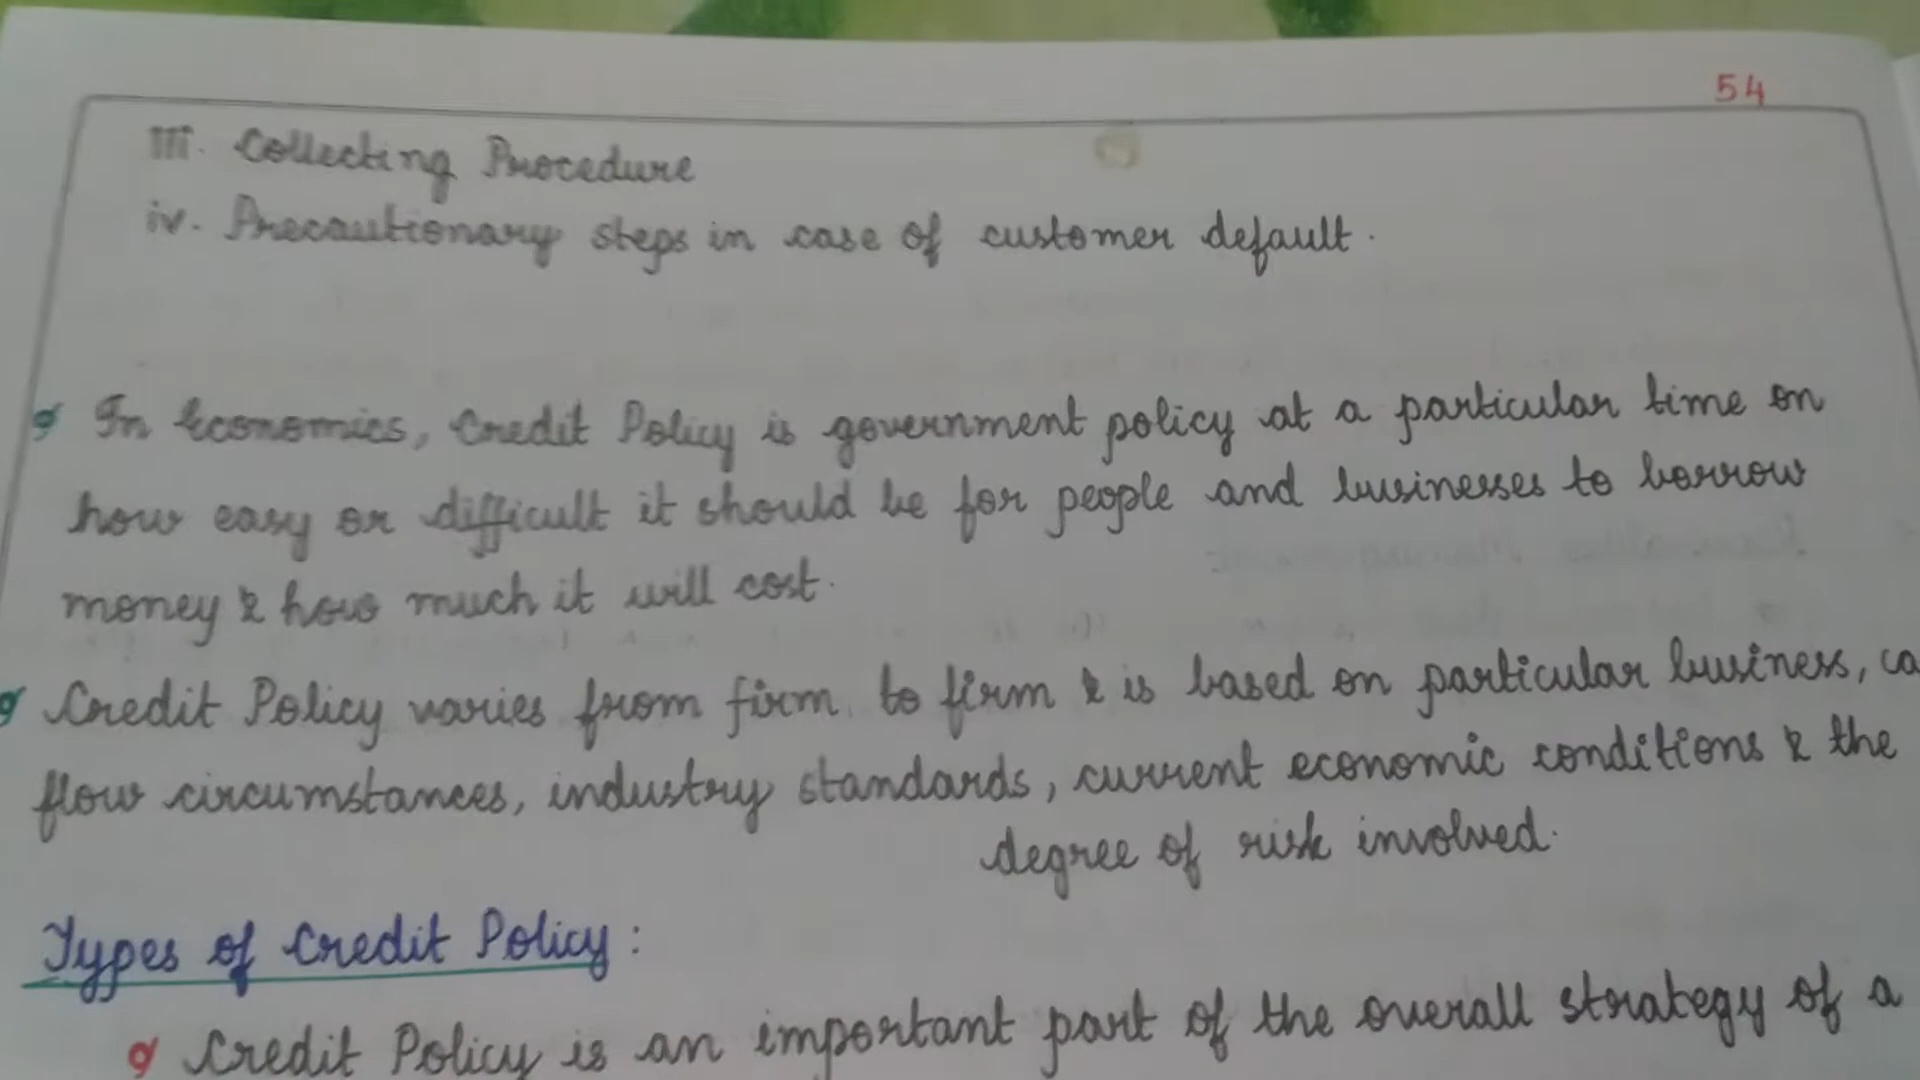 54
iii. Collecting Procedure
iv. Precautionary steps in case of customer default.
In Economics, Credit Policy is government policy at a particular time on
how easy or difficult it should be for people and businesses to borrow
money & how much it will cost.
Credit Policy varies from firm to firm & is based on particular business, ca
flow circumstances, industry standards, current economic conditions & the
degree of risk involved.
Types of Credit Policy:
Credit Policy is an important part of the overall strategy of a